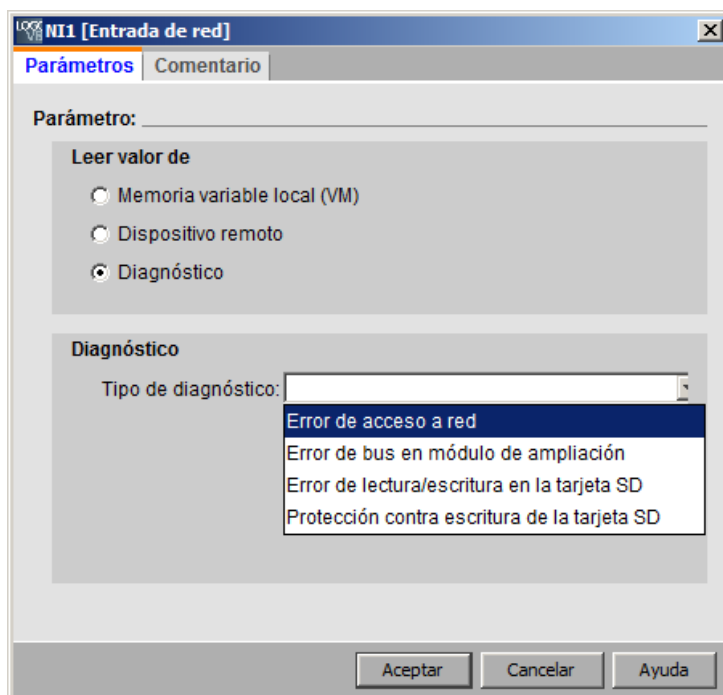 NI1 [Entrada de red]
Parámetros Comentario
Parámetro:
Leer valor de
Memoria variable local (VM)
Dispositivo remoto
Diagnóstico
Diagnóstico
Tipo de diagnóstico:
Error de acceso a red
Error de bus en módulo de ampliación
Error de lectura/escritura en la tarjeta SD
Protección contra escritura de la tarjeta SD
Aceptar Cancelar Ayuda